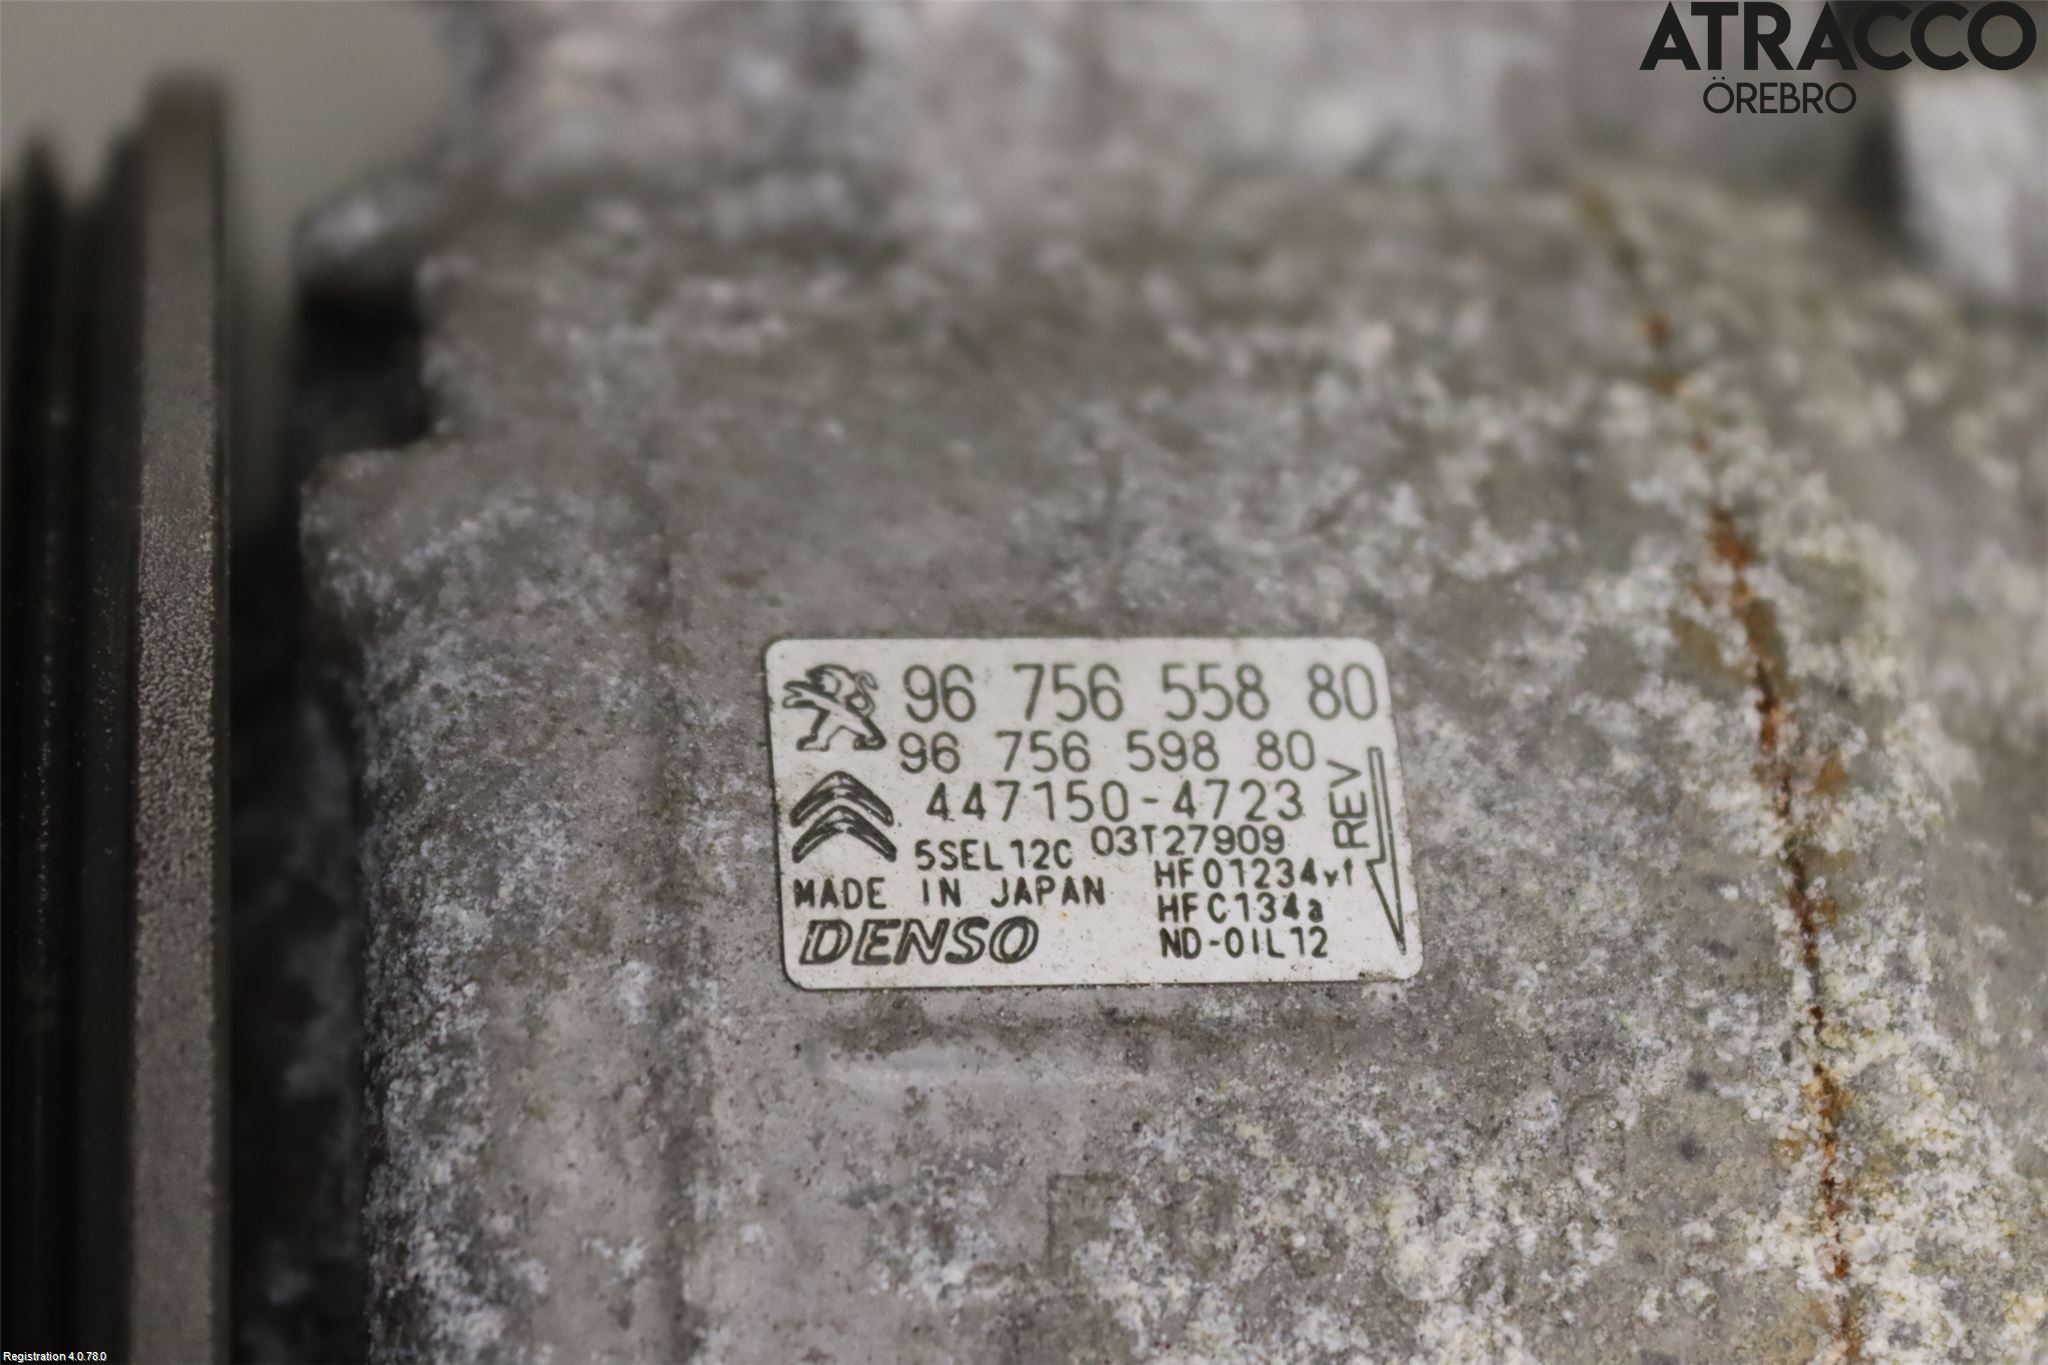 ATRACCO
ÖREBRO
96 756 558 80
96 756 598 80
447150-4723
REV
5SEL12C 03T27909
HFO1234yf
MADE IN JAPAN
HFC134a
DENSO
ND-OIL12
Registration 4.0.78.0